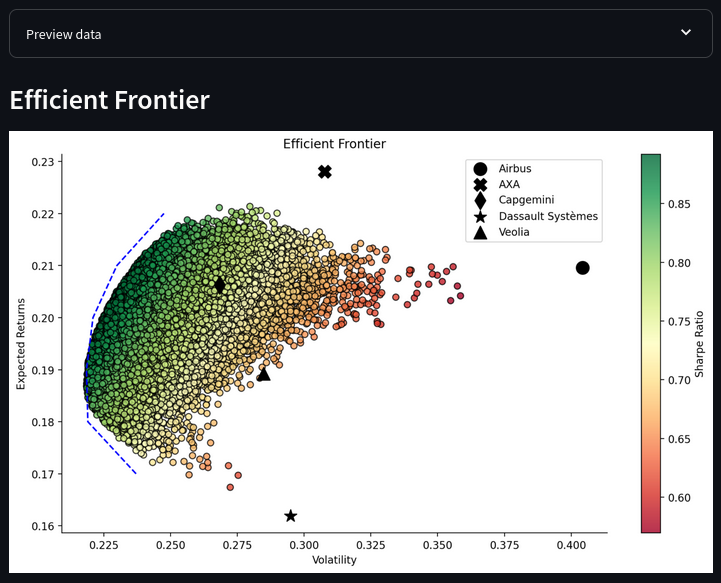 Preview data
Efficient Frontier
Efficient Frontier
Airbus
AXA
Capgemini
Dassault Systèmes
Veolia
0.23
0.22
0.21
0.20
0.19
0.18
0.17
0.16
Expected Returns
0.225
0.250
0.275
0.300
0.325
0.350
0.375
0.400
Volatility
0.85
0.80
0.75
0.70
0.65
0.60
Sharpe Ratio